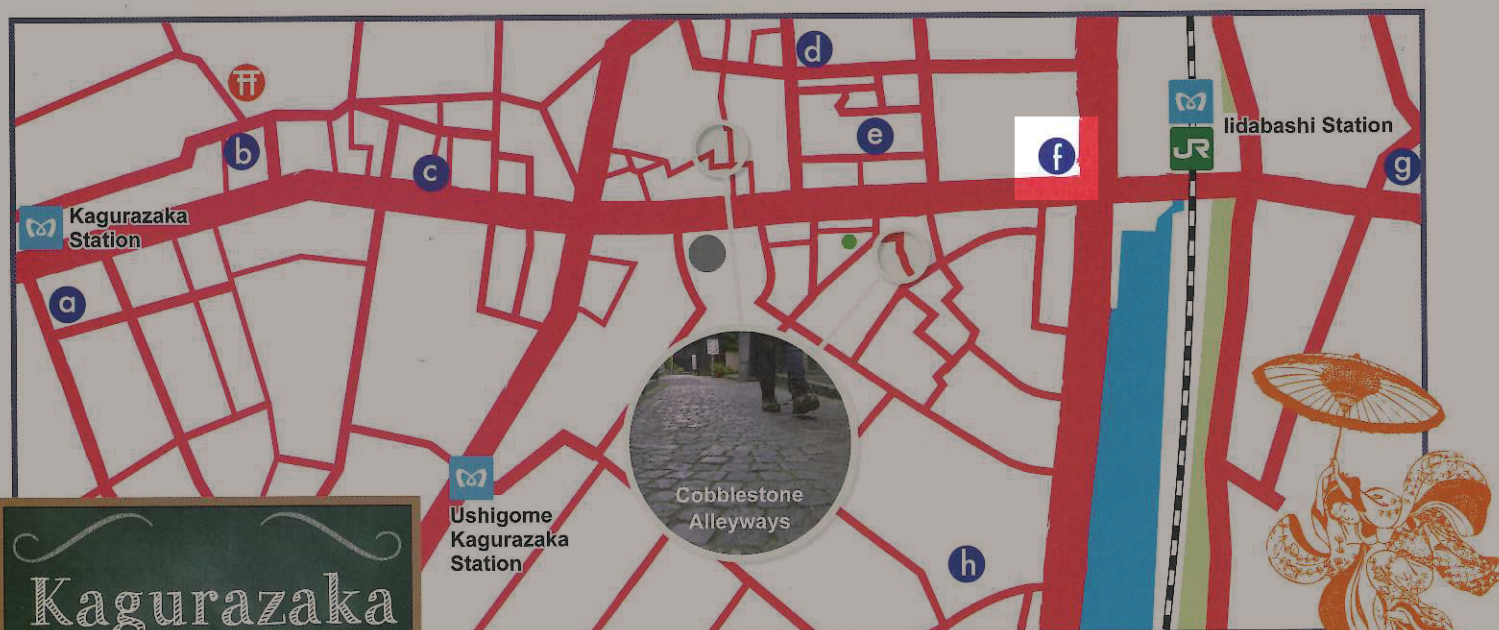 d
b
c
e
f
g
JR
Iidabashi Station
Kagurazaka
Station
a
Cobblestone
Alleyways
Ushigome
Kagurazaka
Station
h
Kagurazaka